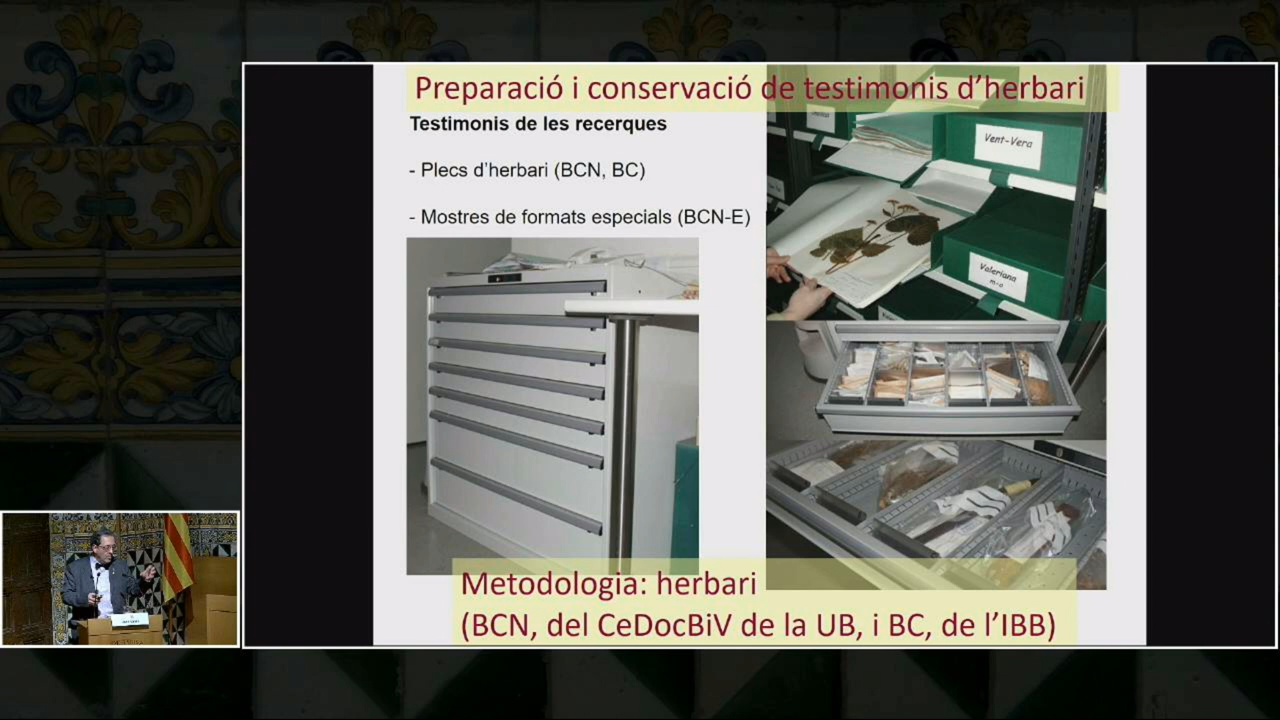 Preparació i conservació de testimonis d'herbari
Testimonis de les recerques
- Plecs d'herbari (BCN, BC)
- Mostres de formats especials (BCN-E)
Vent-Vera
Valeriana
m-o
Metodologia: herbari
(BCN, del CeDocBiV de la UB, i BC, de l'IBB)